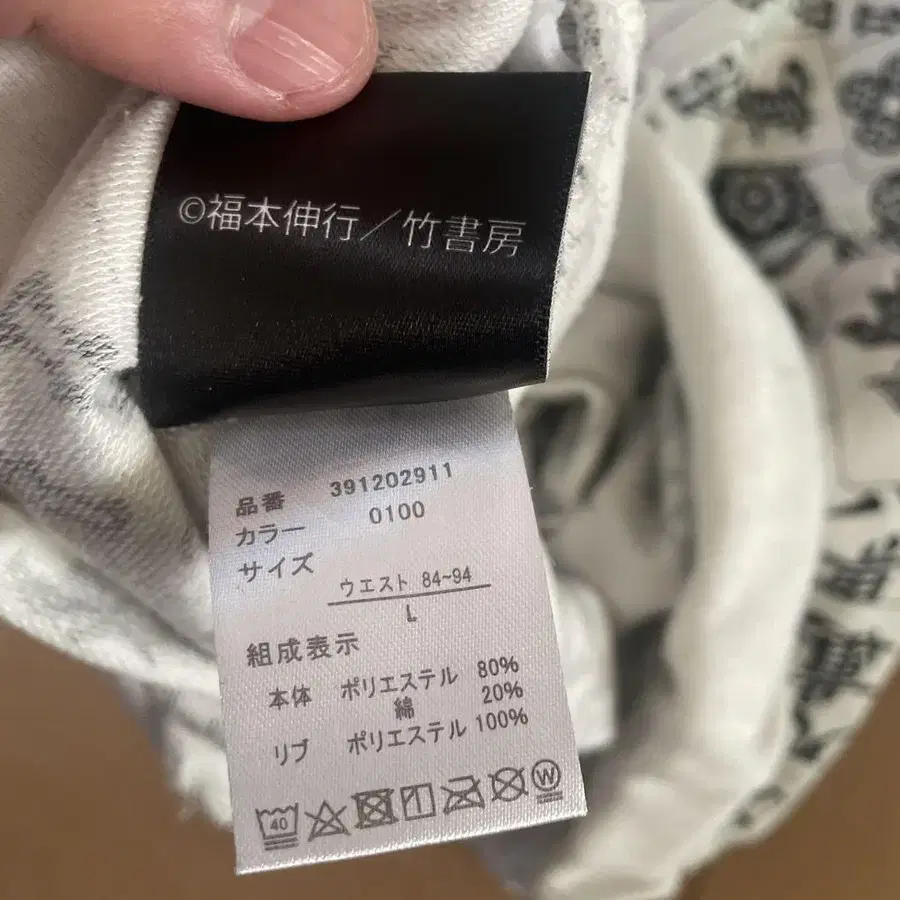 ©福本伸行／竹書房
品番 391202911
カラー 0100
サイズ
ウエスト 84~94
L
組成表示
本体 ポリエステル 80%
綿 20%
リブ ポリエステル 100%
40
W